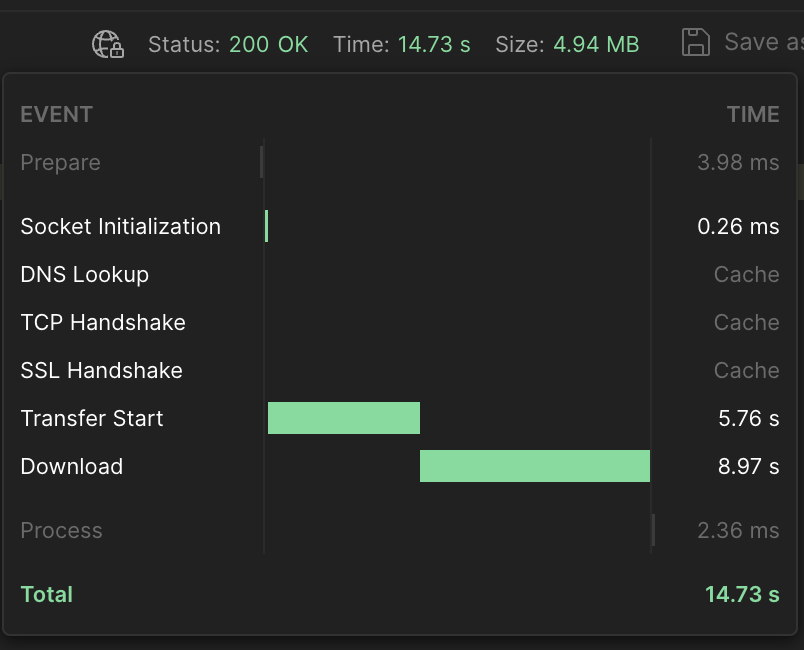 Status: 200 OK Time: 14.73 s Size: 4.94 MB Save as
EVENT TIME
Prepare 3.98 ms
Socket Initialization 0.26 ms
DNS Lookup Cache
TCP Handshake Cache
SSL Handshake Cache
Transfer Start 5.76 s
Download 8.97 s
Process 2.36 ms
Total 14.73 s